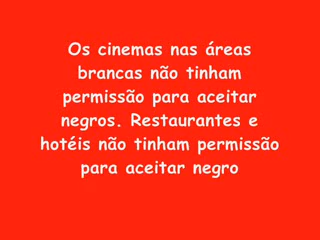 Os cinemas nas áreas
brancas não tinham
permissão para aceitar
negros. Restaurantes e
hotéis não tinham permissão
para aceitar negro